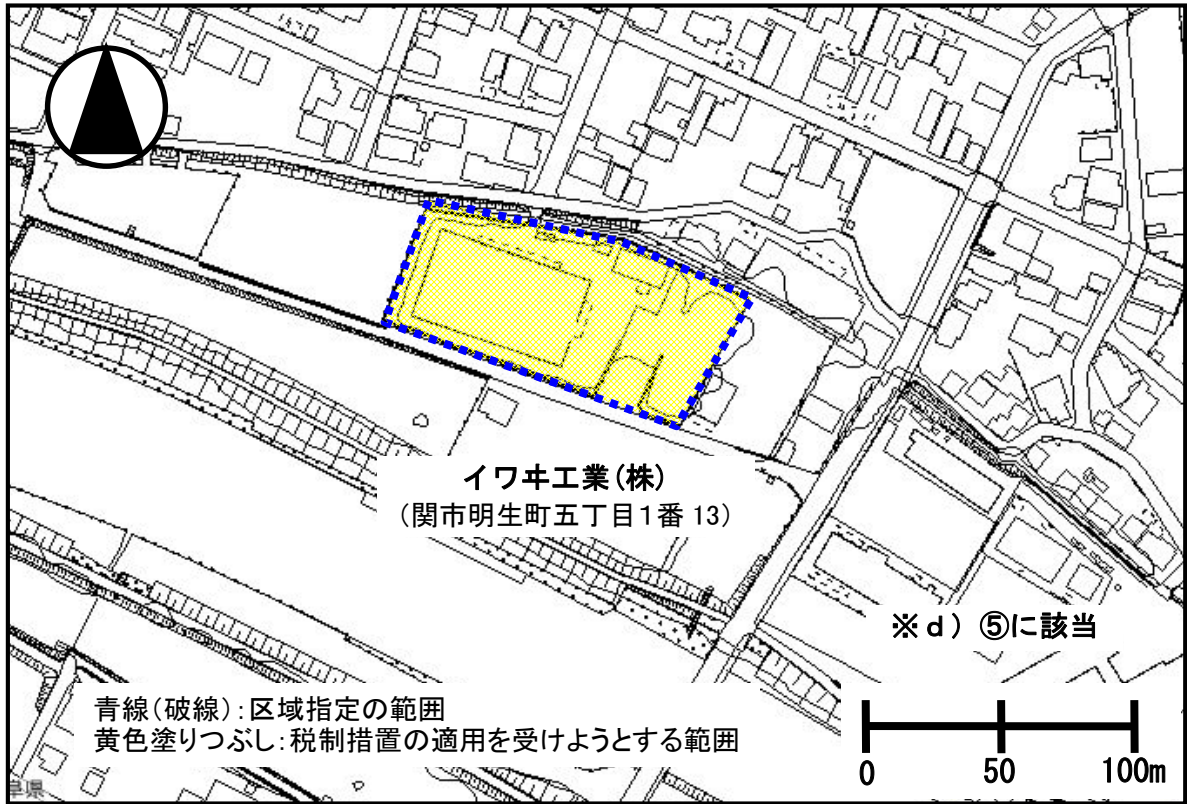 イワヰ工業(株)
(関市明生町五丁目1番 13)
※d) ⑤に該当
青線(破線):区域指定の範囲
黄色塗りつぶし:税制措置の適用を受けようとする範囲
0 50 100m